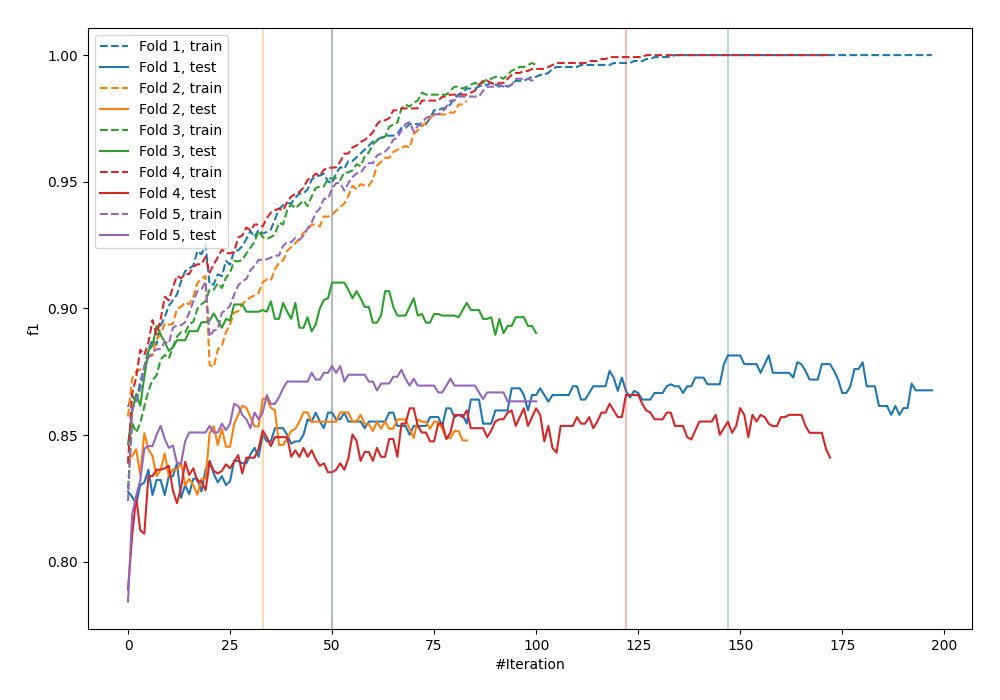 1.00
0.95
0.90
0.85
0.80
f1
Fold 1, train
Fold 1, test
Fold 2, train
Fold 2, test
Fold 3, train
Fold 3, test
Fold 4, train
Fold 4, test
Fold 5, train
Fold 5, test
0 25 50 75 100 125 150 175 200
#Iteration